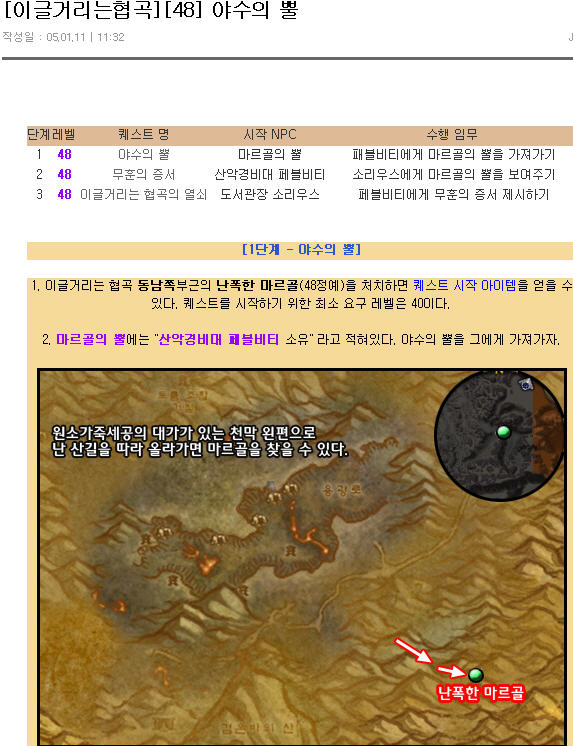 [이글거리는협곡][48] 야수의 뿔
작성일 : 05.01.11 | 11:32
단계 레벨 퀘스트 명 시작 NPC 수행 임무
1 48 야수의 뿔 마르골의 뿔 패블비티에게 마르골의 뿔을 가져가기
2 48 무훈의 증서 산악경비대 페블비티 소리우스에게 마르골의 뿔을 보여주기
3 48 이글거리는 협곡의 열쇠 도서관장 소리우스 페블비티에 무훈의 증서 제시하기
[1단계 - 야수의 뿔]
1. 이글거리는 협곡 동남쪽부근의 난폭한 마르골(48정예)을 처치하면 퀘스트 시작 아이템을 얻을 수
있다. 퀘스트를 시작하기 위한 최소 요구 레벨은 40이다.
2. 마르골의 뿔에는 "산악경비대 페블비티 소유" 라고 적혀있다. 야수의 뿔을 그에게 가져가자.
원소가죽세공의 대가가 있는 천막 왼편으로
난 산길을 따라 올라가면 마르골을 찾을 수 있다.
용광로
난폭한 마르골
검은바위 산